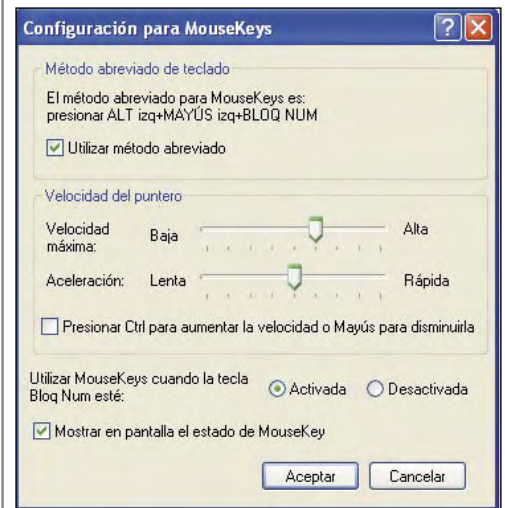 Configuración para MouseKeys
Método abreviado de teclado
El método abreviado para MouseKeys es:
presionar ALT izq+MAYÚS izq+BLOQ NUM
Utilizar método abreviado
Velocidad del puntero
Velocidad máxima: Baja Alta
Aceleración: Lenta Rápida
Presionar Ctrl para aumentar la velocidad o Mayús para disminuirla
Utilizar MouseKeys cuando la tecla
Bloq Num esté: Activada Desactivada
Mostrar en pantalla el estado de MouseKey
Aceptar Cancelar